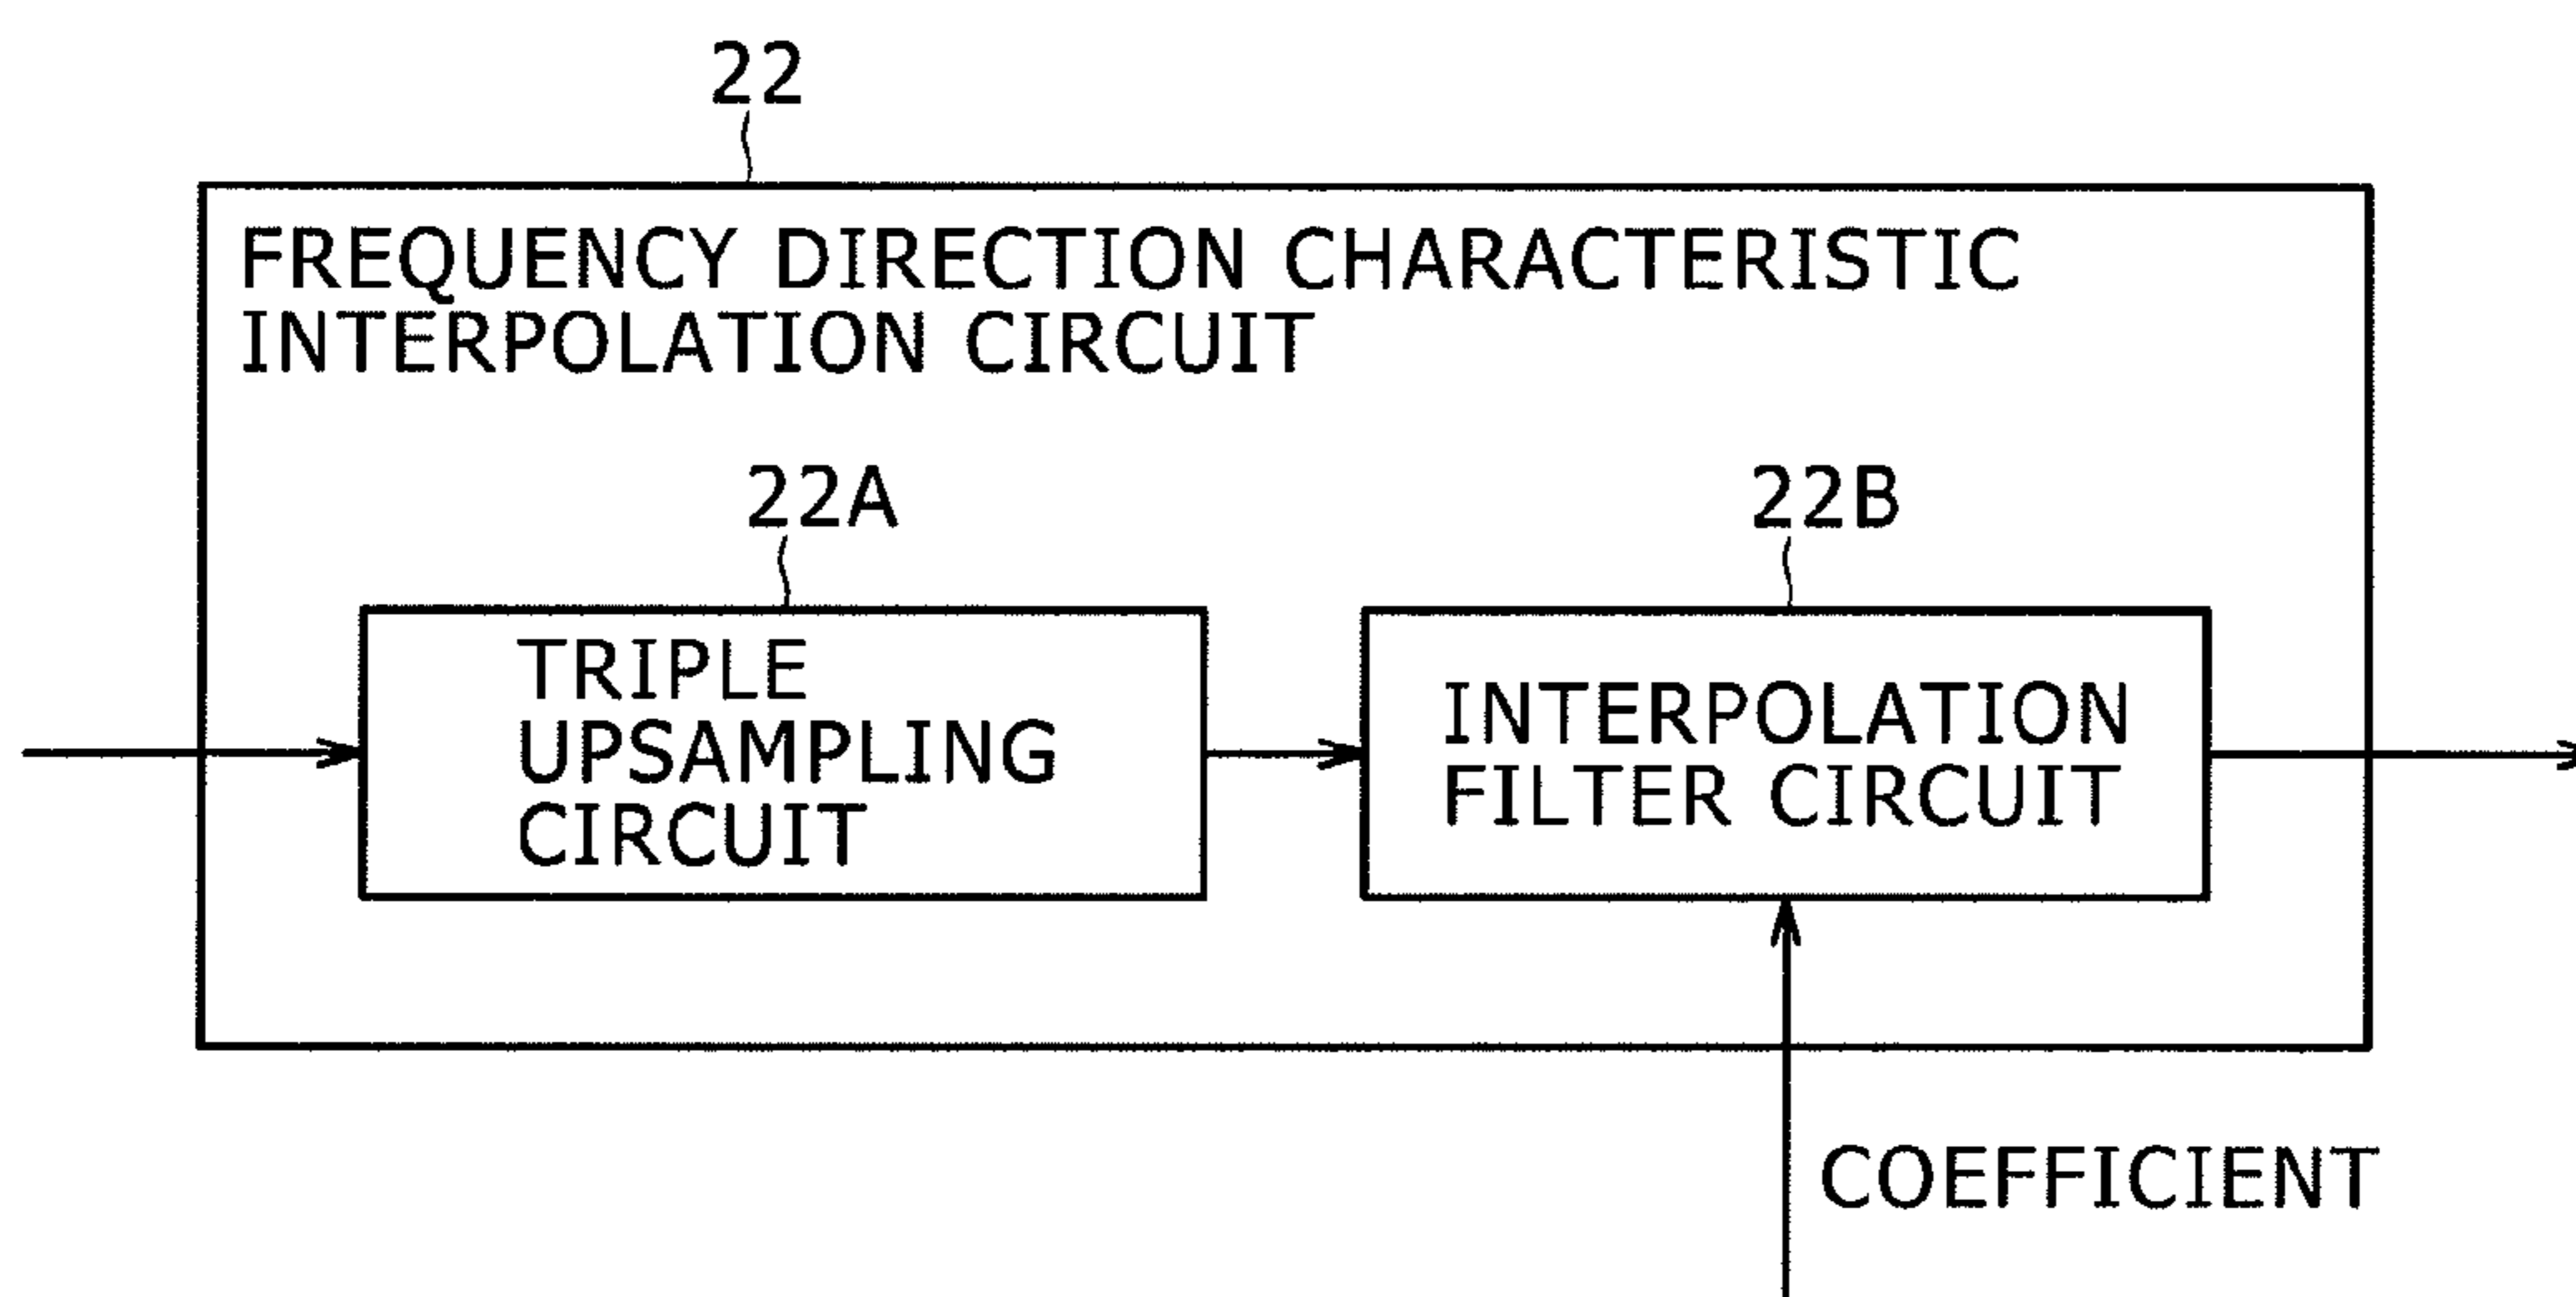 22
FREQUENCY DIRECTION CHARACTERISTIC
INTERPOLATION CIRCUIT
22A
TRIPLE
UPSAMPLING
CIRCUIT
22B
INTERPOLATION
FILTER CIRCUIT
COEFFICIENT